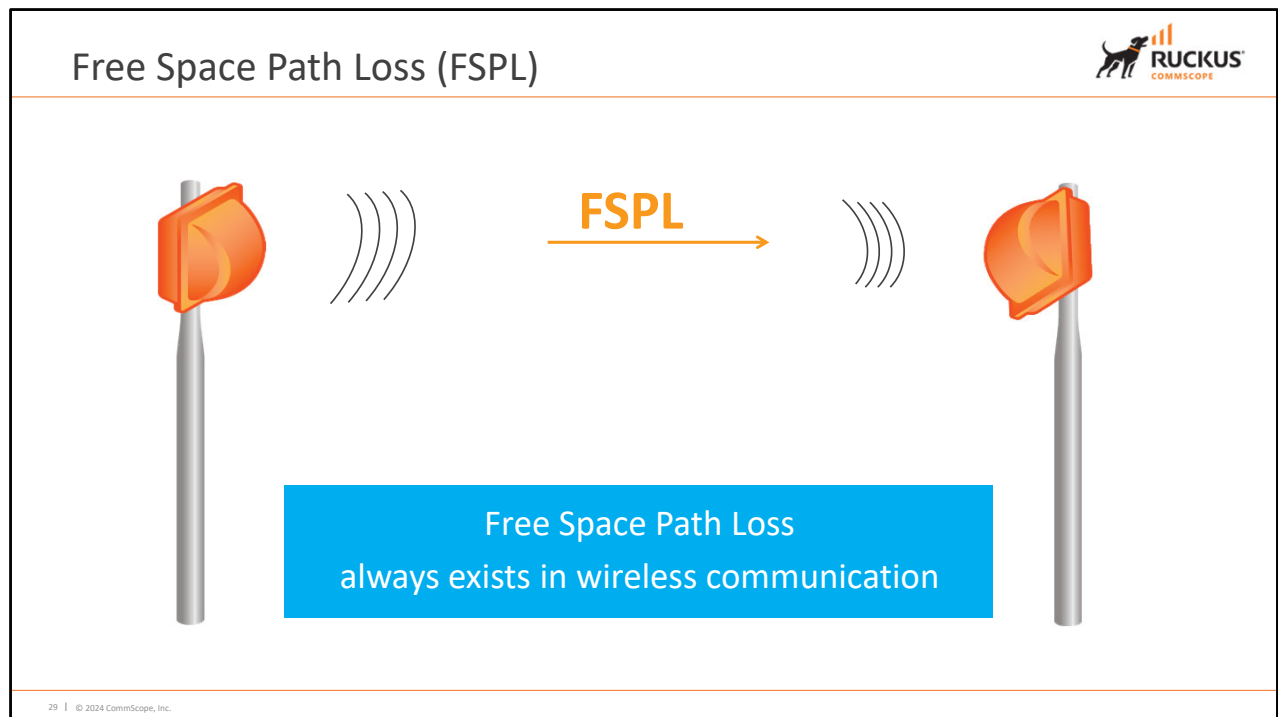 Free Space Path Loss (FSPL)
RUCKUS
COMMSCOPE
FSPL
Free Space Path Loss
always exists in wireless communication
29 | © 2024 CommScope, Inc.